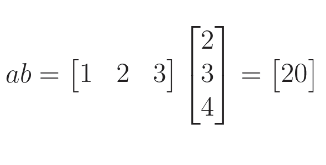 ab = [1 2 3] [2 3 4] = [20]